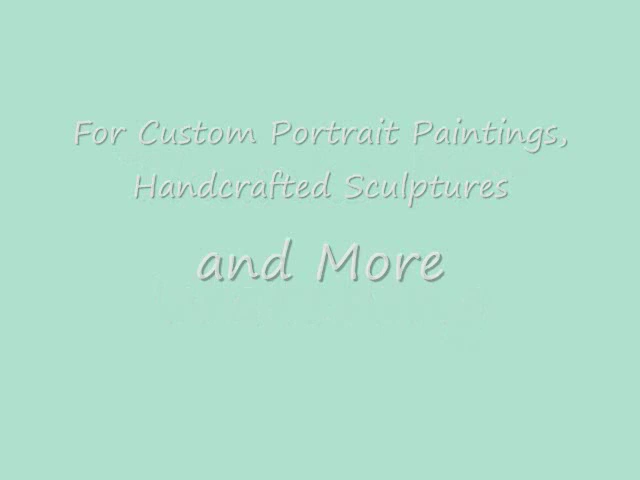 For Custom Portrait Paintings,
Handcrafted Sculptures
and More